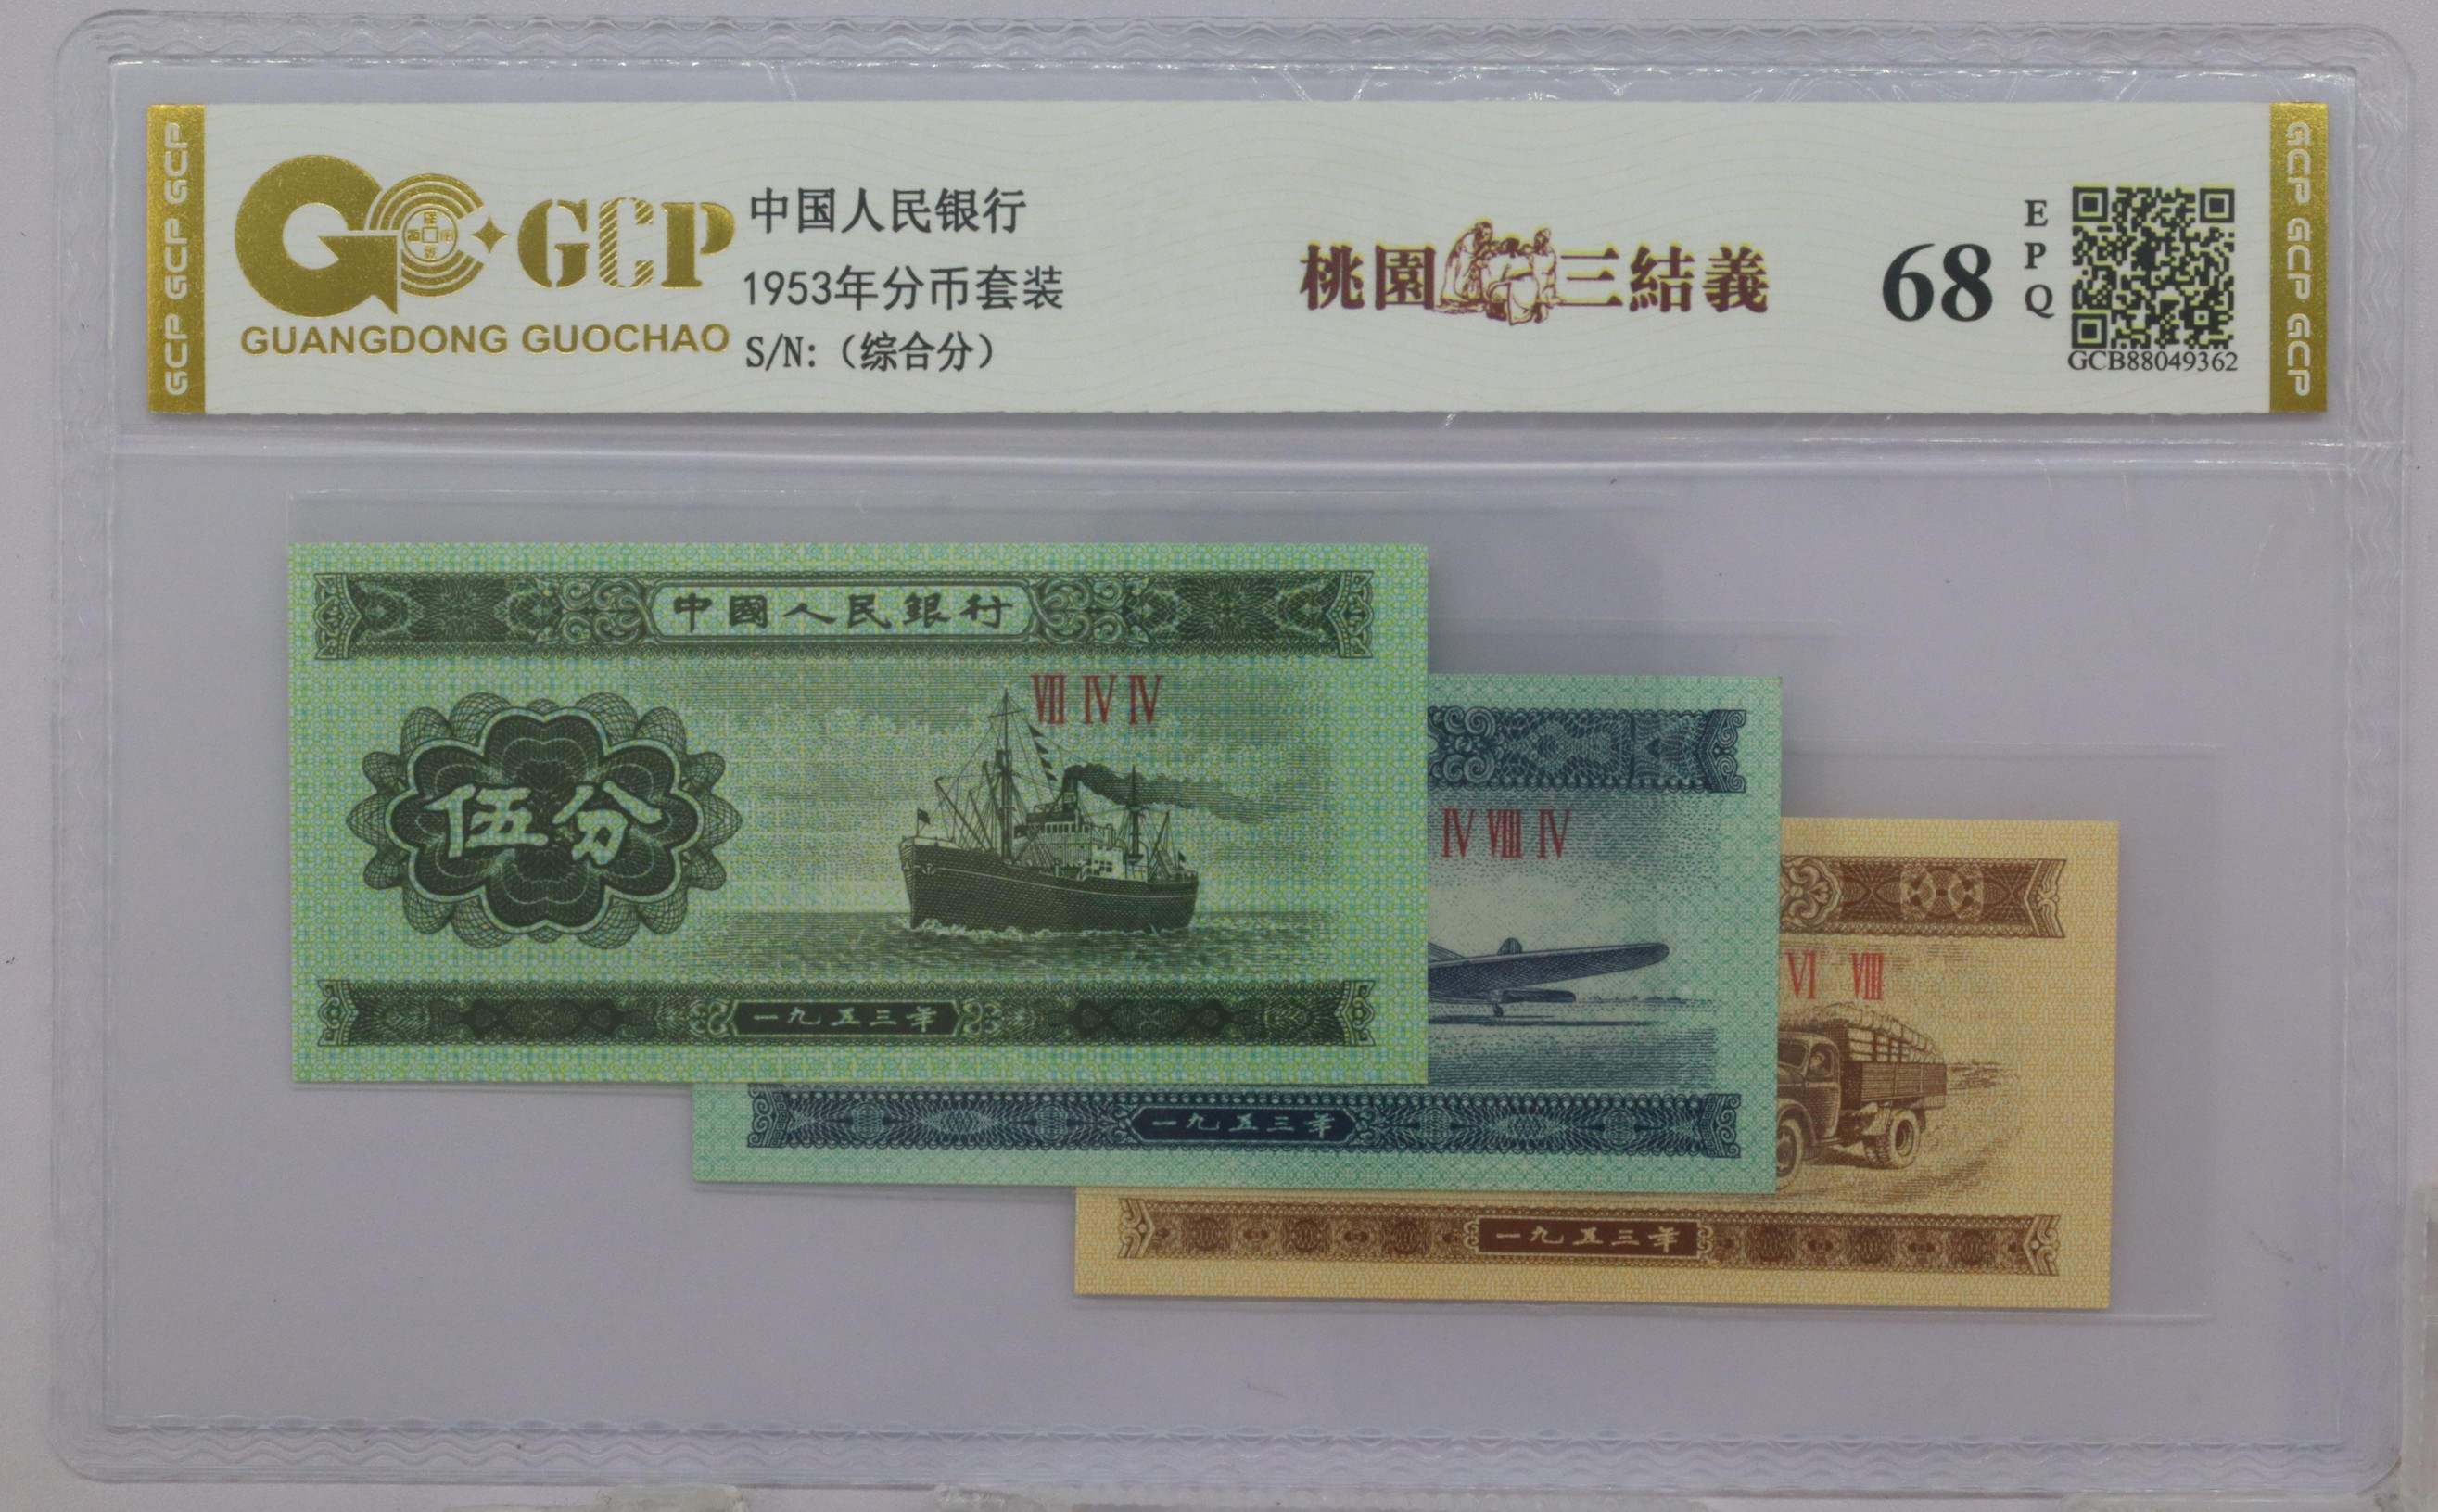 GCP GCP GCP
GCP
GUANGDONG GUOCHAO
中国人民银行
1953年分币套装
S/N:（综合分）
桃園三結義
68
EPQ
GCB88049362
GCP GCP GCP
中國人民銀行
Ⅷ Ⅳ Ⅳ
伍分
一九五三年
Ⅳ Ⅷ Ⅳ
一九五三年
Ⅵ Ⅷ
一九五三年